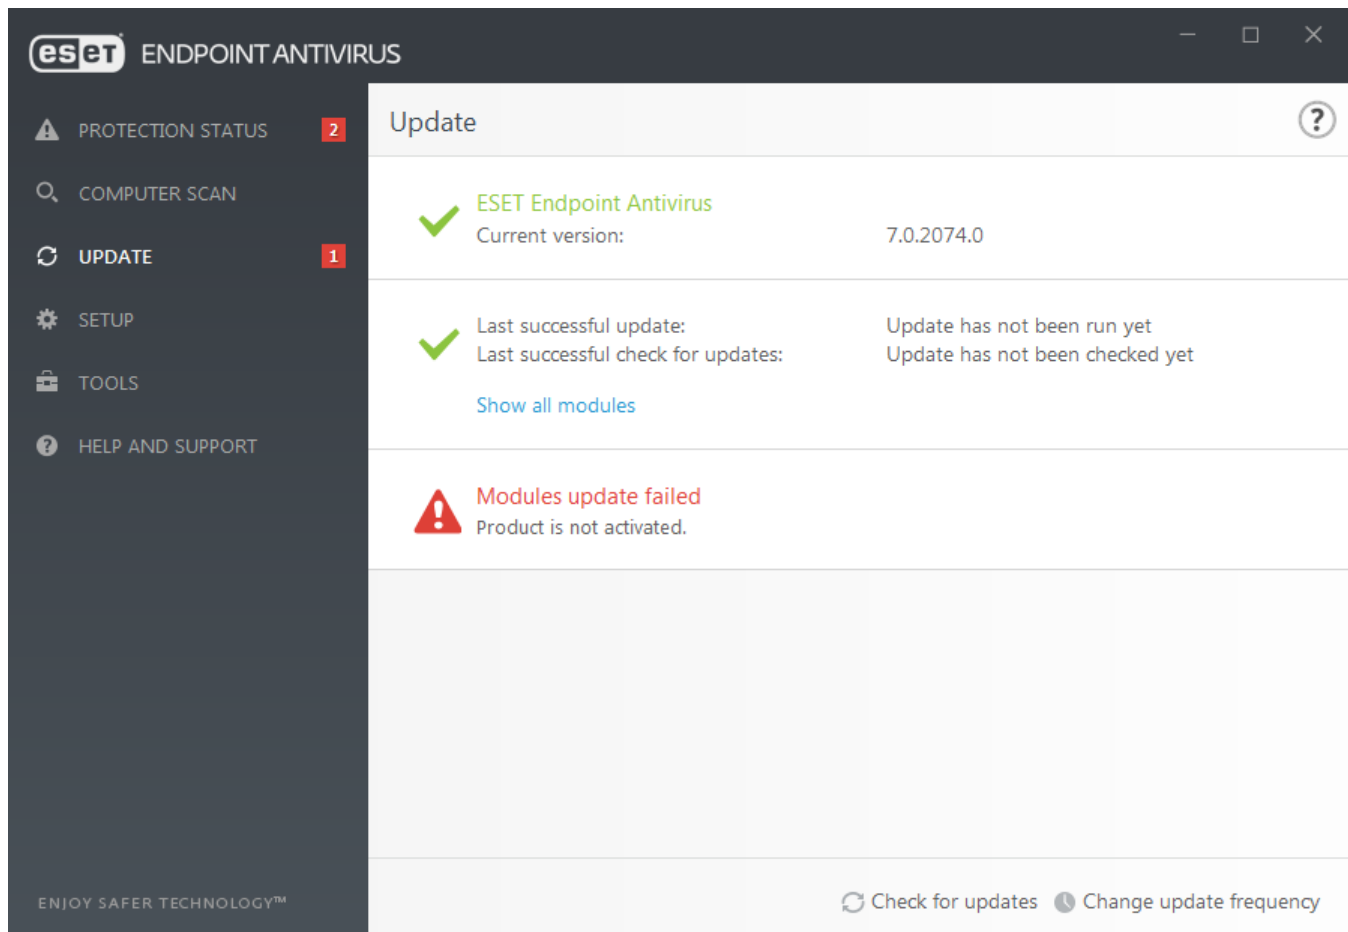 eset ENDPOINT ANTIVIRUS
PROTECTION STATUS 2
COMPUTER SCAN
UPDATE 1
SETUP
TOOLS
HELP AND SUPPORT
ENJOY SAFER TECHNOLOGY™
Update
?
ESET Endpoint Antivirus
Current version: 7.0.2074.0
Last successful update: Update has not been run yet
Last successful check for updates: Update has not been checked yet
Show all modules
Modules update failed
Product is not activated.
Check for updates Change update frequency